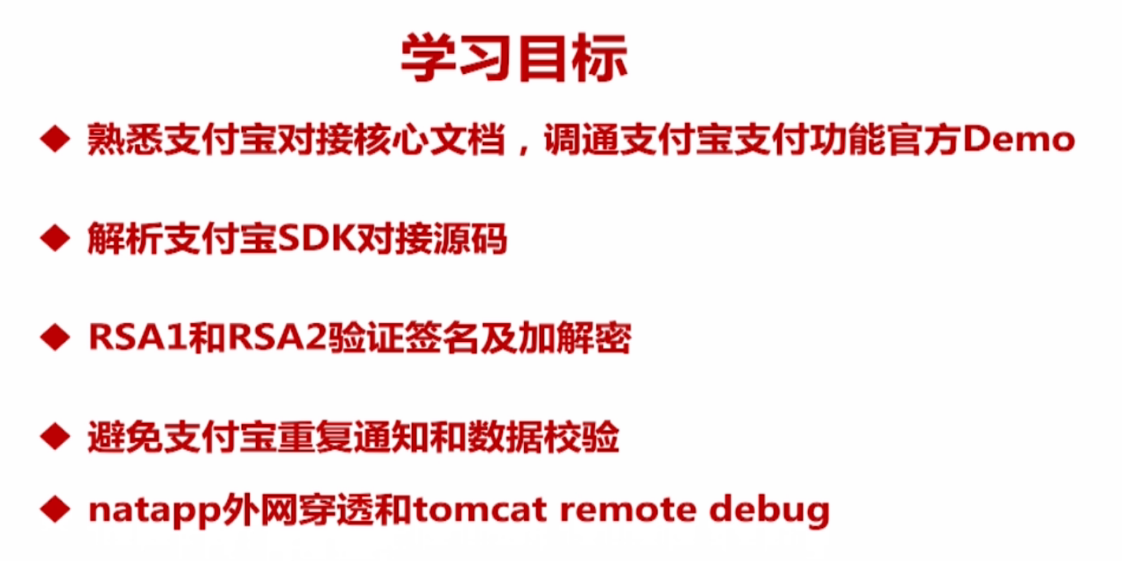 学习目标
熟悉支付宝对接核心文档，调通支付宝支付功能官方Demo
解析支付宝SDK对接源码
RSA1和RSA2验证签名及加解密
避免支付宝重复通知和数据校验
natapp外网穿透和tomcat remote debug